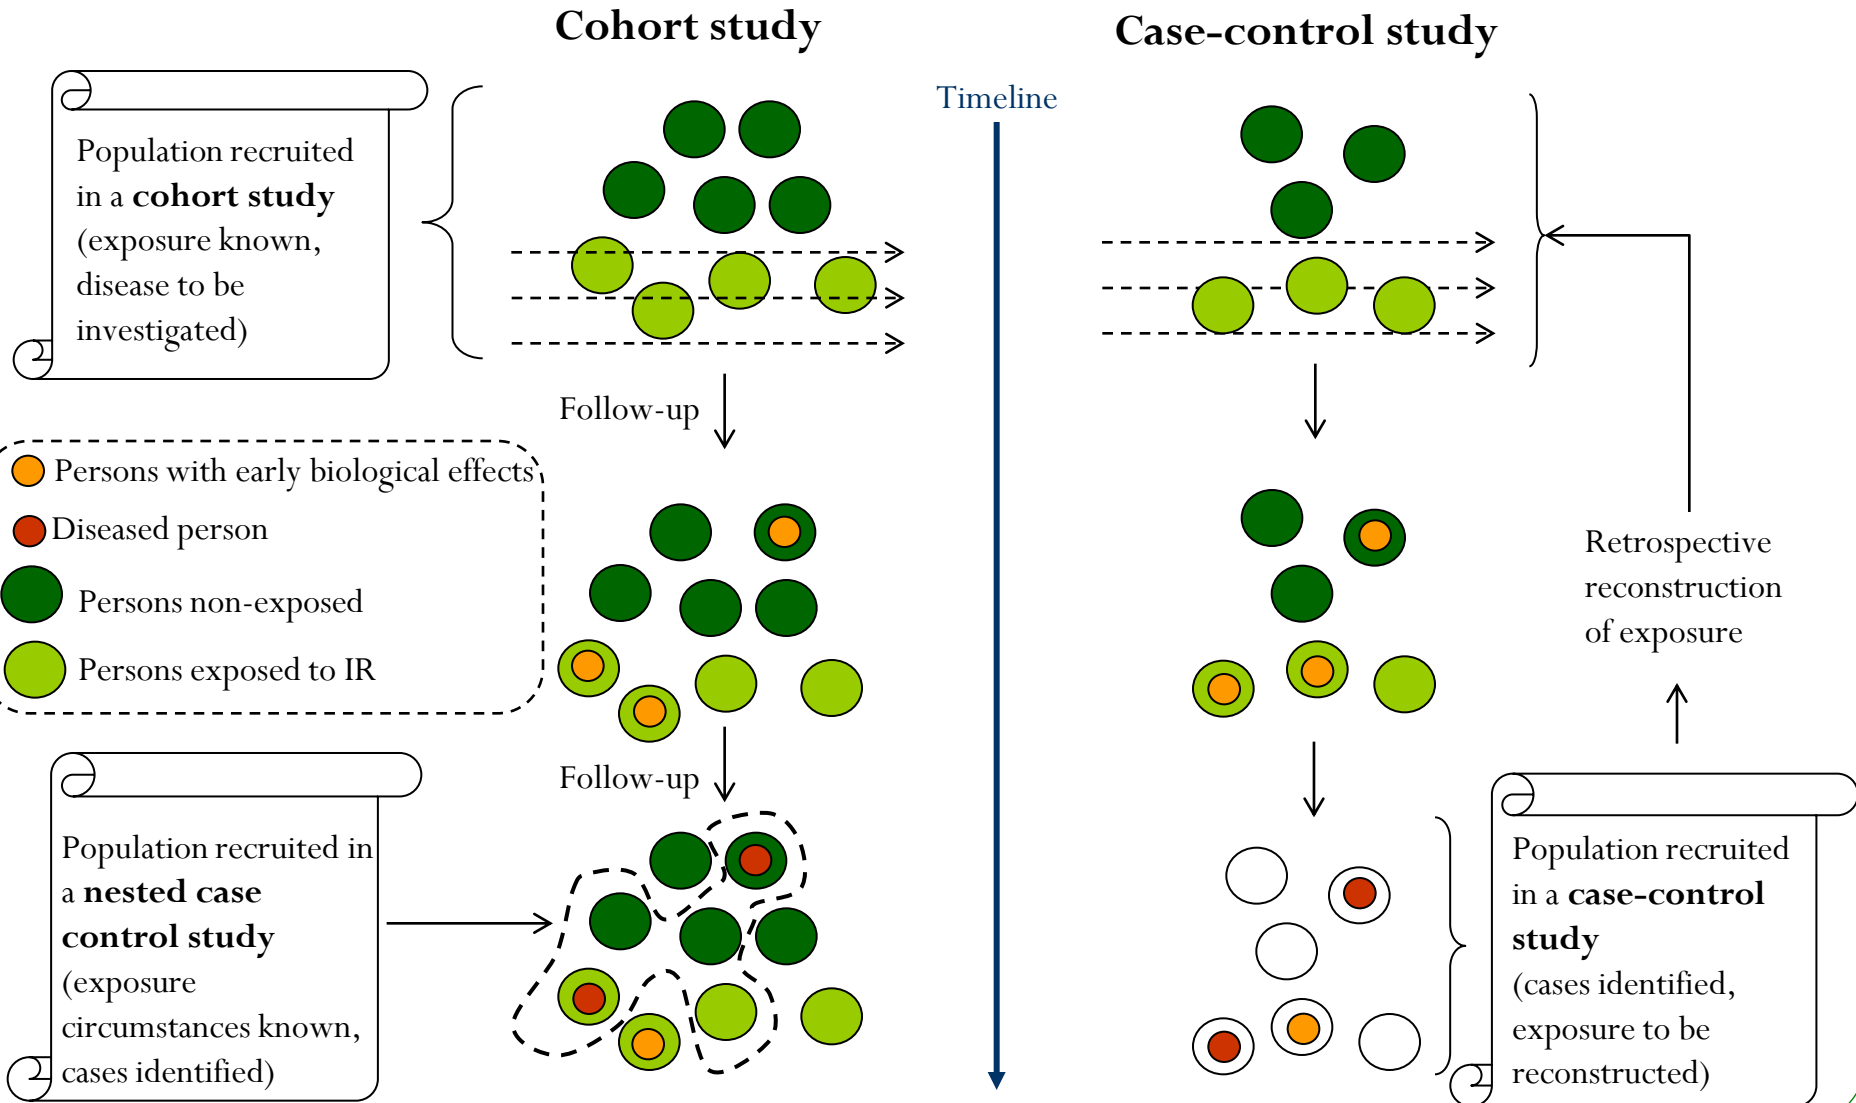 Cohort study
Case-control study
Timeline
Population recruited
in a cohort study
(exposure known,
disease to be
investigated)
Follow-up
Persons with early biological effects
Diseased person
Persons non-exposed
Persons exposed to IR
Retrospective
reconstruction
of exposure
Follow-up
Population recruited in
a nested case
control study
(exposure
circumstances known,
cases identified)
Population recruited
in a case-control
study
(cases identified,
exposure to be
reconstructed)